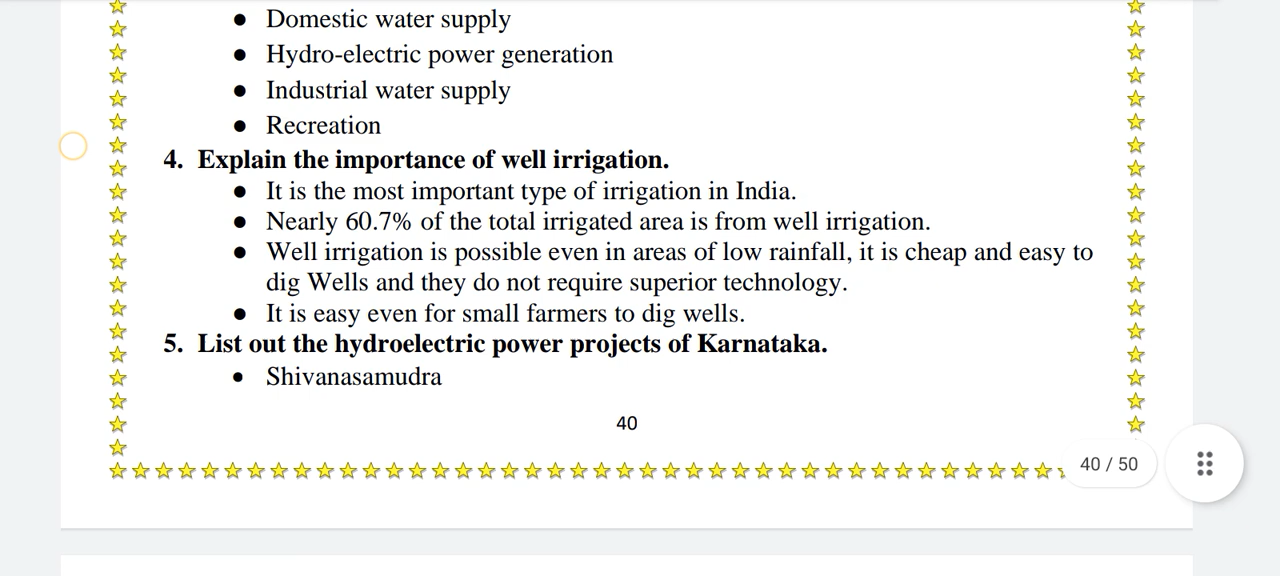 ● Domestic water supply
● Hydro-electric power generation
● Industrial water supply
● Recreation
4. Explain the importance of well irrigation.
● It is the most important type of irrigation in India.
● Nearly 60.7% of the total irrigated area is from well irrigation.
● Well irrigation is possible even in areas of low rainfall, it is cheap and easy to
dig Wells and they do not require superior technology.
● It is easy even for small farmers to dig wells.
5. List out the hydroelectric power projects of Karnataka.
● Shivanasamudra
40
40 / 50